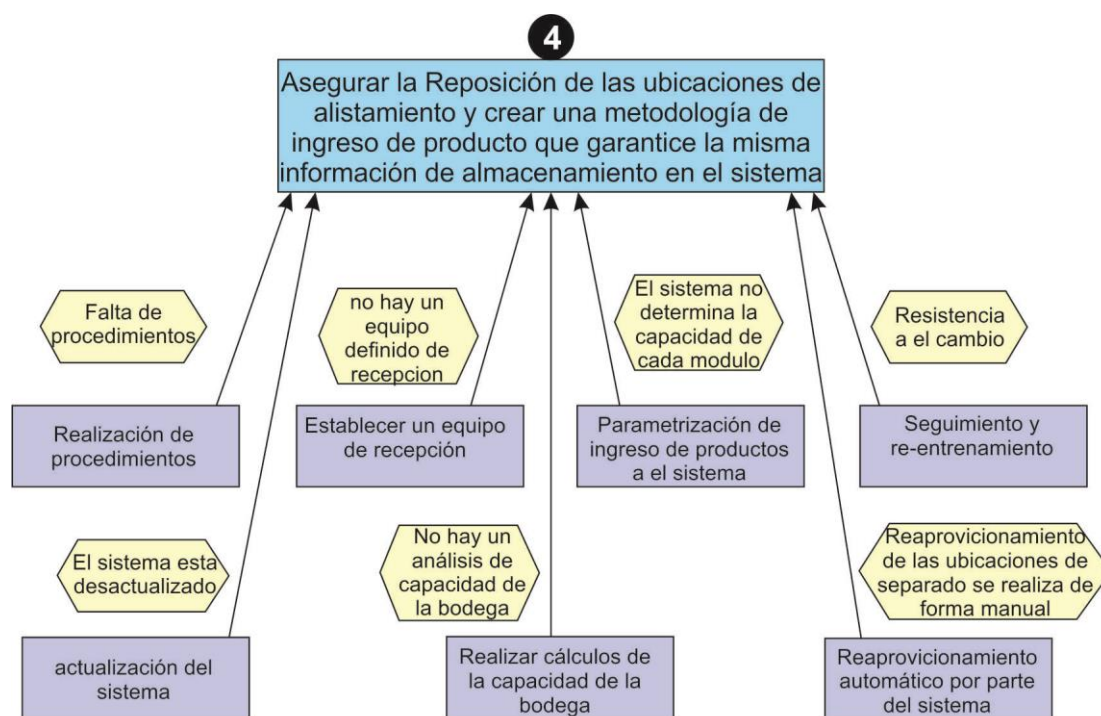 4
Asegurar la Reposición de las ubicaciones de
alistamiento y crear una metodología de
ingreso de producto que garantice la misma
información de almacenamiento en el sistema
Falta de
procedimientos
no hay un
equipo
definido de
recepcion
El sistema no
determina la
capacidad de
cada modulo
Resistencia
a el cambio
Realización de
procedimientos
Establecer un equipo
de recepción
Parametrización de
ingreso de productos
a el sistema
Seguimiento y
re-entrenamiento
El sistema esta
desactualizado
No hay un
análisis de
capacidad de
la bodega
Reaprovicionamiento
de las ubicaciones de
separado se realiza de
forma manual
actualización del
sistema
Realizar cálculos de
la capacidad de la
bodega
Reaprovicionamiento
automático por parte
del sistema